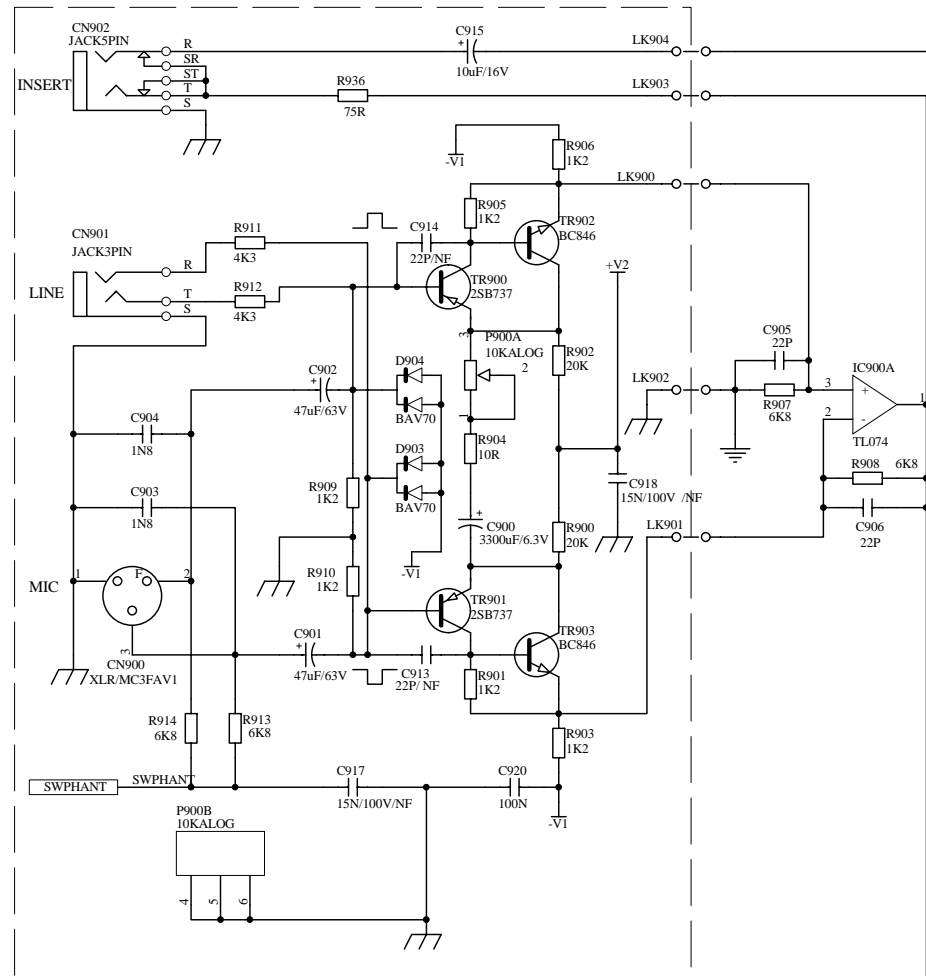 CN902
JACK5PIN
INSERT
R
SR
ST
T
S
C915
+
10uF/16V
LK904
R936
75R
LK903
-V1
R906
1K2
LK900
R905
1K2
TR902
BC846
CN901
JACK3PIN
LINE
R
T
S
R911
4K3
R912
4K3
C914
22P/NF
TR900
2SB737
+V2
3
P900A
10KALOG
2
1
R902
20K
C905
22P
R907
6K8
LK902
IC900A
3
+
2
-
1
TL074
R908
6K8
C906
22P
C902
+
47uF/63V
D904
BAV70
D903
BAV70
C904
1N8
C903
1N8
R904
10R
R909
1K2
R910
1K2
+
C900
3300uF/6.3V
C918
15N/100V /NF
R900
20K
LK901
-V1
MIC
1
F
2
3
CN900
XLR/MC3FAV1
TR901
2SB737
TR903
BC846
C901
+
47uF/63V
C913
22P/ NF
R901
1K2
R903
1K2
R914
6K8
R913
6K8
SWPHANT
SWPHANT
C917
15N/100V/NF
C920
100N
-V1
P900B
10KALOG
4
5
6